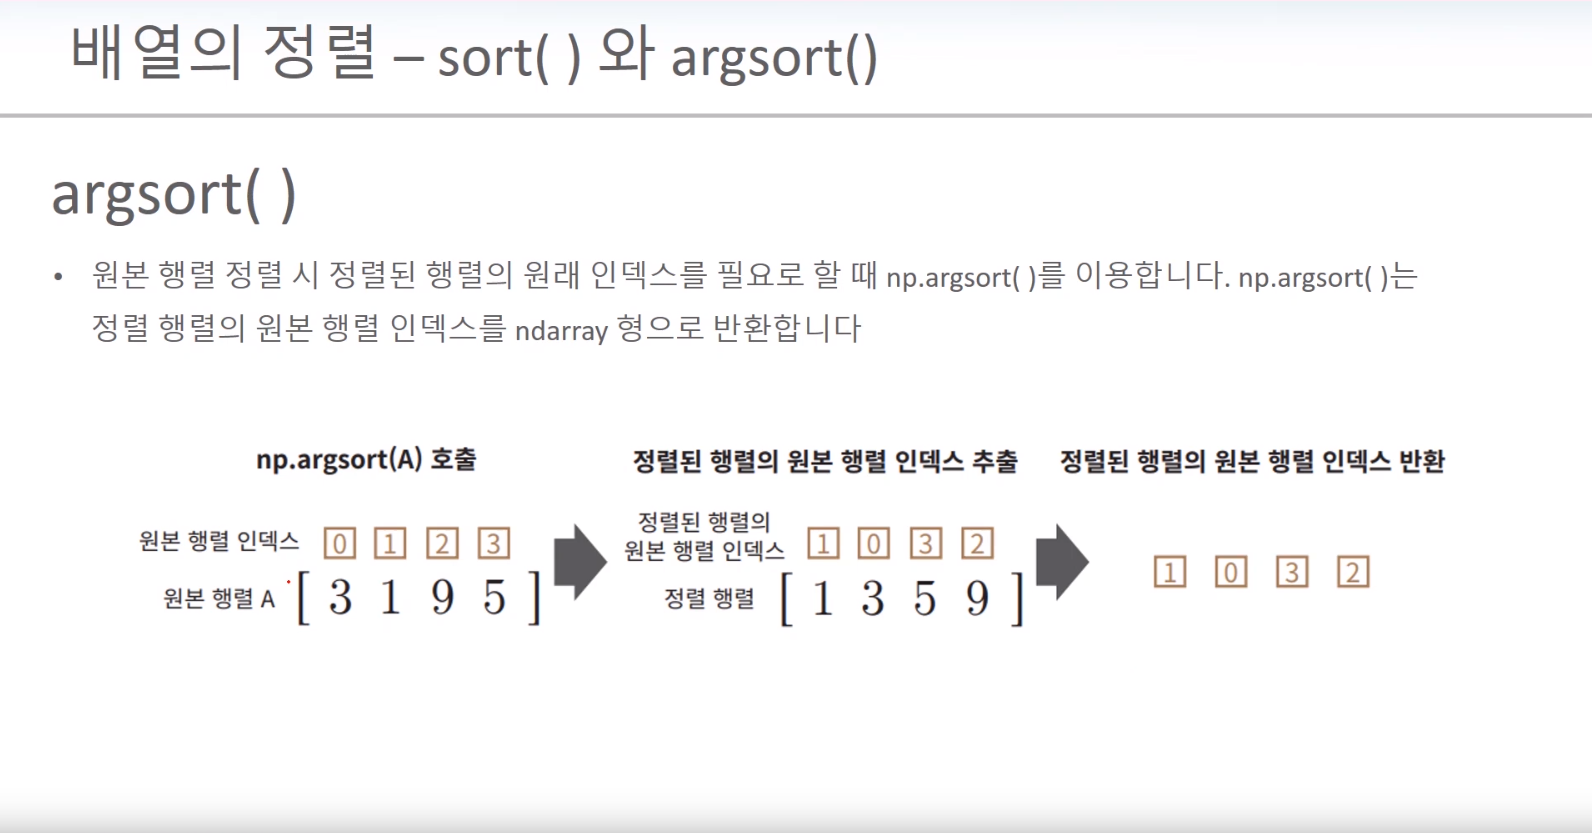 배열의 정렬 – sort( ) 와 argsort()
argsort( )
• 원본 행렬 정렬 시 정렬된 행렬의 원래 인덱스를 필요로 할 때 np.argsort( )를 이용합니다. np.argsort( )는
정렬 행렬의 원본 행렬 인덱스를 ndarray 형으로 반환합니다
np.argsort(A) 호출
원본 행렬 인덱스 0 1 2 3
원본 행렬 A [ 3 1 9 5 ]
정렬된 행렬의 원본 행렬 인덱스 추출
정렬된 행렬의
원본 행렬 인덱스 1 0 3 2
정렬 행렬 [ 1 3 5 9 ]
정렬된 행렬의 원본 행렬 인덱스 반환
1 0 3 2